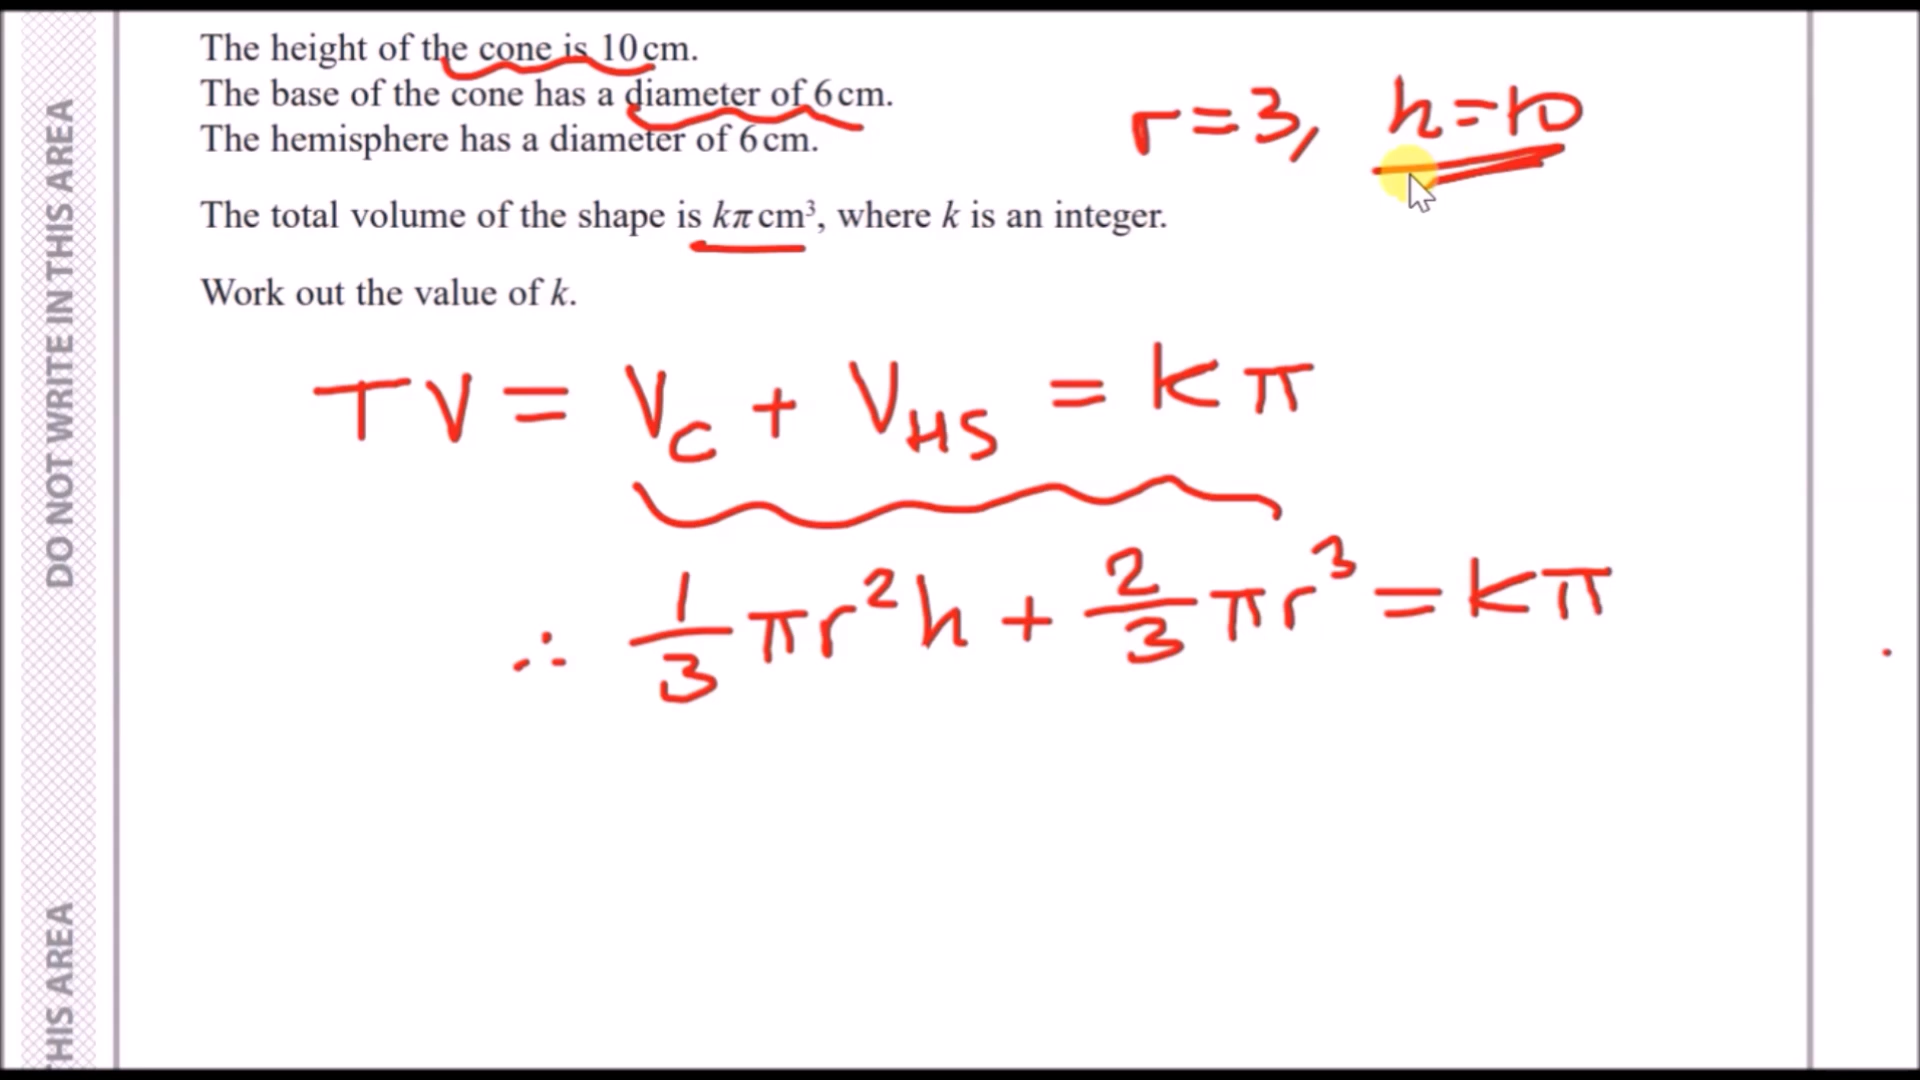 DO NOT WRITE IN THIS AREA
THIS AREA
The height of the cone is 10 cm.
The base of the cone has a diameter of 6 cm.
The hemisphere has a diameter of 6 cm.
r = 3, h = 10
The total volume of the shape is kπ cm³, where k is an integer.
Work out the value of k.
TV = V_C + V_HS = kπ
∴ 1/3 πr²h + 2/3 πr³ = kπ